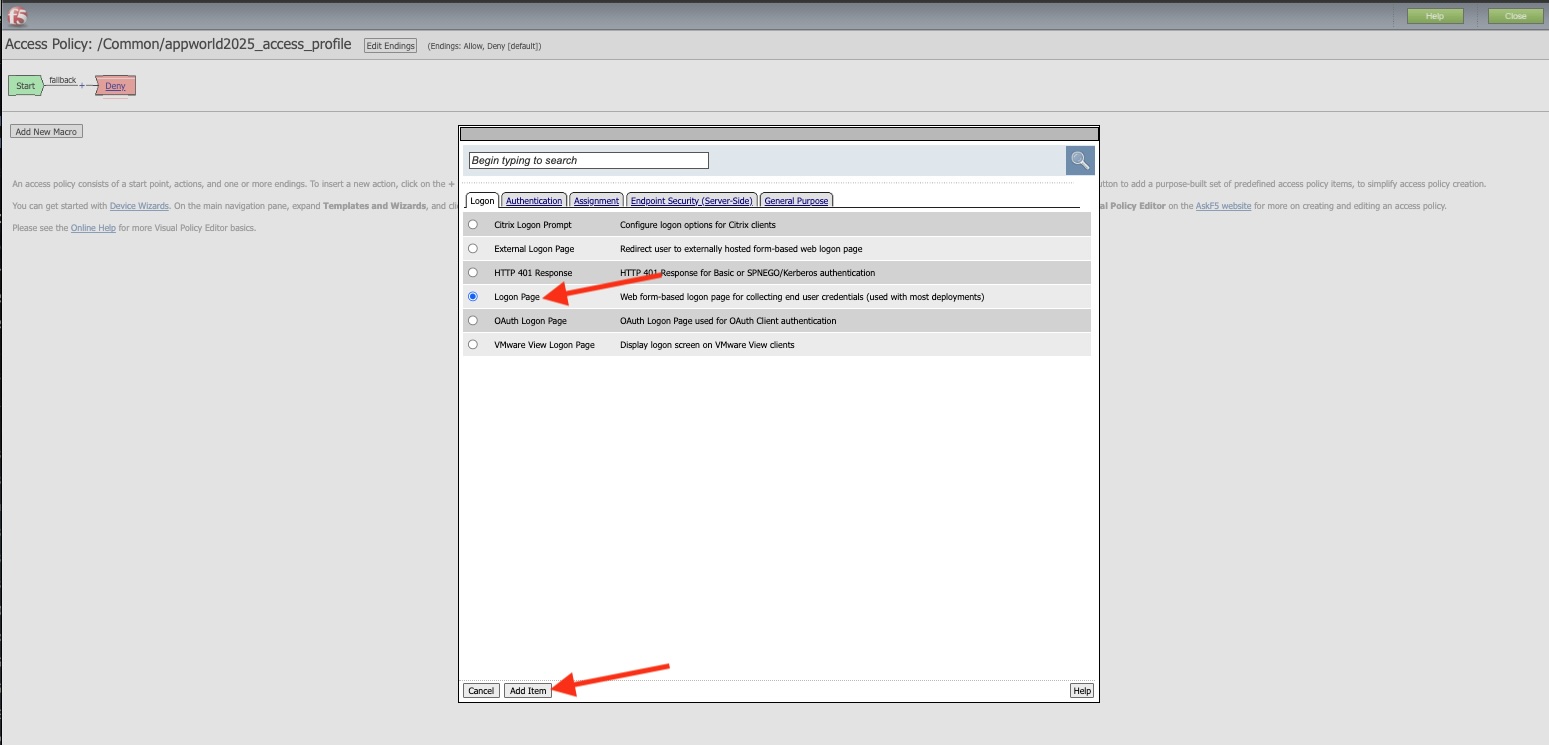 f5
Help
Close
Access Policy: /Common/appworld2025_access_profile
Edit Endings
(Endings: Allow, Deny [default])
Start
fallback
+
Deny
Add New Macro
Begin typing to search
An access policy consists of a start point, actions, and one or more endings. To insert a new action, click on the +
tton to add a purpose-built set of predefined access policy items, to simplify access policy creation.
You can get started with Device Wizards. On the main navigation pane, expand Templates and Wizards, and cli
al Policy Editor on the AskF5 website for more on creating and editing an access policy.
Please see the Online Help for more Visual Policy Editor basics.
Logon
Authentication
Assignment
Endpoint Security (Server-Side)
General Purpose
Citrix Logon Prompt
Configure logon options for Citrix clients
External Logon Page
Redirect user to externally hosted form-based web logon page
HTTP 401 Response
HTTP 401 Response for Basic or SPNEGO/Kerberos authentication
Logon Page
Web form-based logon page for collecting end user credentials (used with most deployments)
OAuth Logon Page
OAuth Logon Page used for OAuth Client authentication
VMware View Logon Page
Display logon screen on VMware View clients
Cancel
Add Item
Help